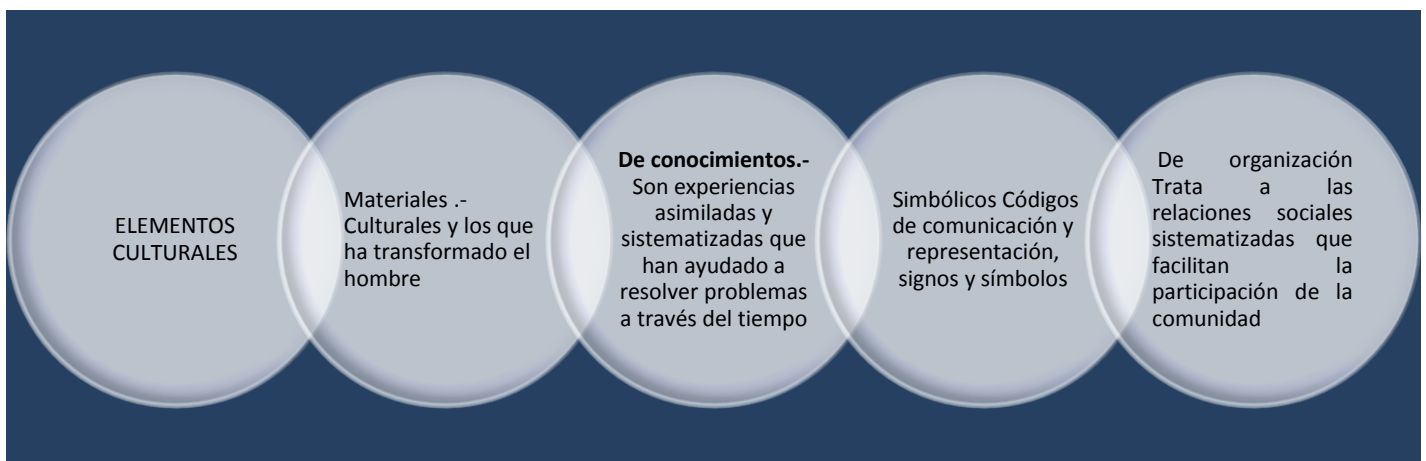 ELEMENTOS
CULTURALES
Materiales .-
Culturales y los que
ha transformado el
hombre
De conocimientos.-
Son experiencias
asimiladas y
sistematizadas que
han ayudado a
resolver problemas
a través del tiempo
Simbólicos Códigos
de comunicación y
representación,
signos y símbolos
De organización
Trata a las
relaciones sociales
sistematizadas que
facilitan la
participación de la
comunidad